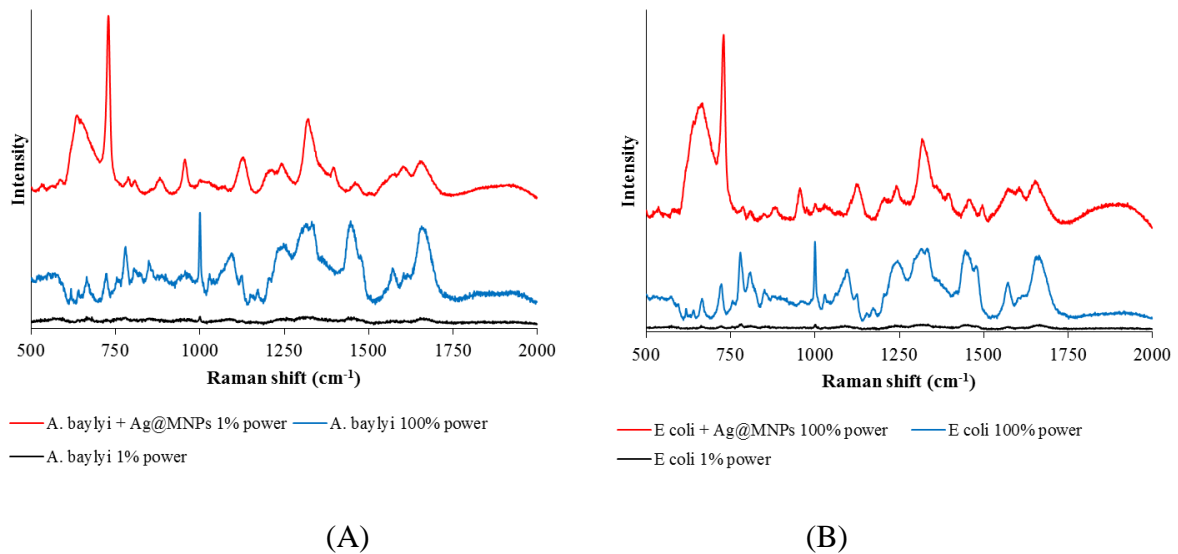 Intensity
500 750 1000 1250 1500 1750 2000
Raman shift (cm-1)
A. baylyi + Ag@MNPs 1% power A. baylyi 100% power
A. baylyi 1% power
(A)
Intensity
500 750 1000 1250 1500 1750 2000
Raman shift (cm-1)
E coli + Ag@MNPs 100% power E coli 100% power
E coli 1% power
(B)